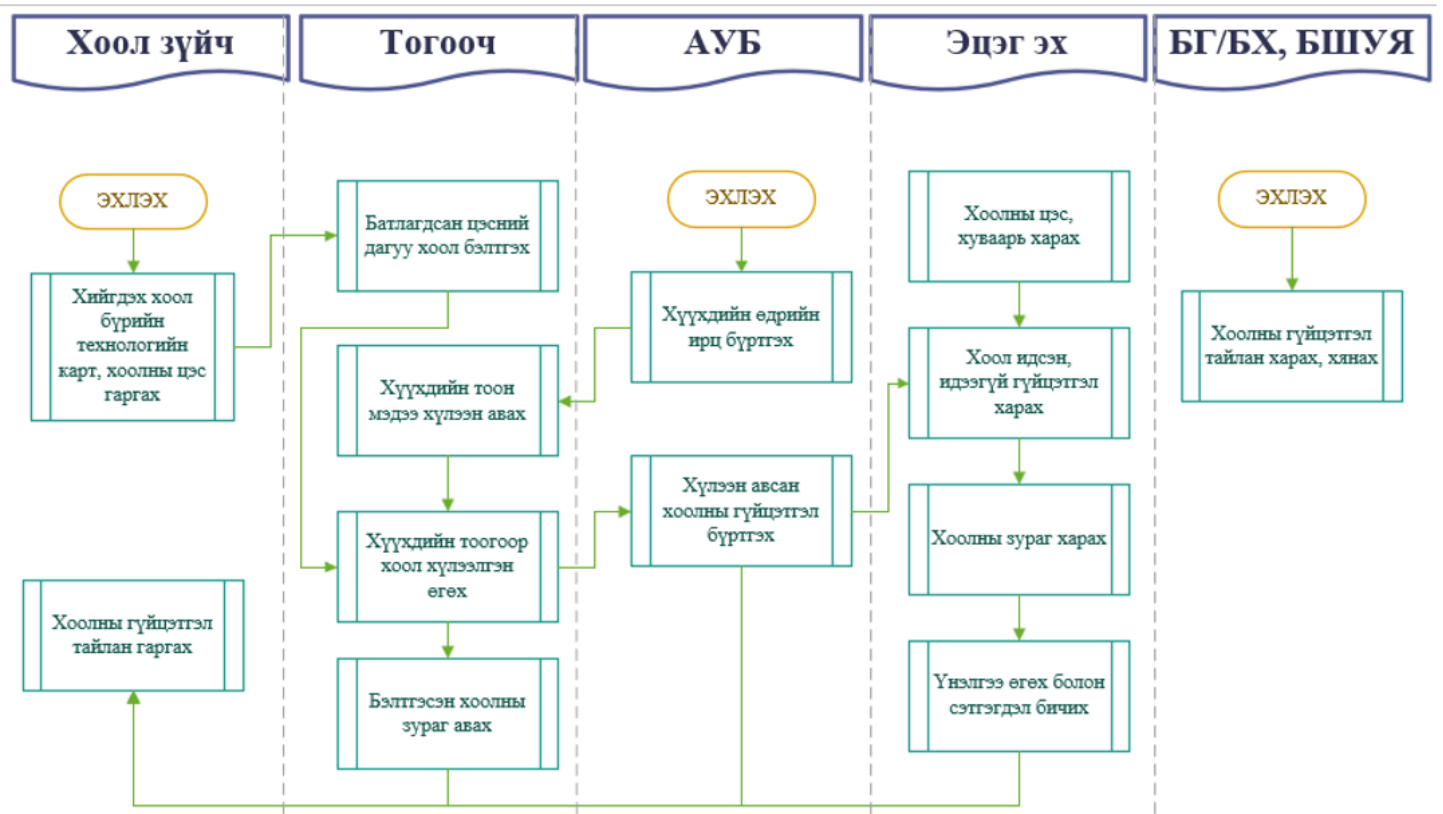 Хоол зүйч
Тогооч
АУБ
Эцэг эх
БГ/БХ, БШУЯ
ЭХЛЭХ
Хийгдэх хоол
бүрийн
технологийн
карт, хоолны цэс
гаргах
Хоолны гүйцэтгэл
тайлан гаргах
Батлагдсан цэсний
дагуу хоол бэлтгэх
Хүүхдийн тоон
мэдээ хүлээн авах
Хүүхдийн тоогоор
хоол хүлээлгэн
өгөх
Бэлтгэсэн хоолны
зураг авах
ЭХЛЭХ
Хүүхдийн өдрийн
ирц бүртгэх
Хүлээн авсан
хоолны гүйцэтгэл
бүртгэх
Хоолны цэс,
хуваарь харах
Хоол идсэн,
идээгүй гүйцэтгэл
харах
Хоолны зураг харах
Үнэлгээ өгөх болон
сэтгэгдэл бичих
ЭХЛЭХ
Хоолны гүйцэтгэл
тайлан харах, хянах